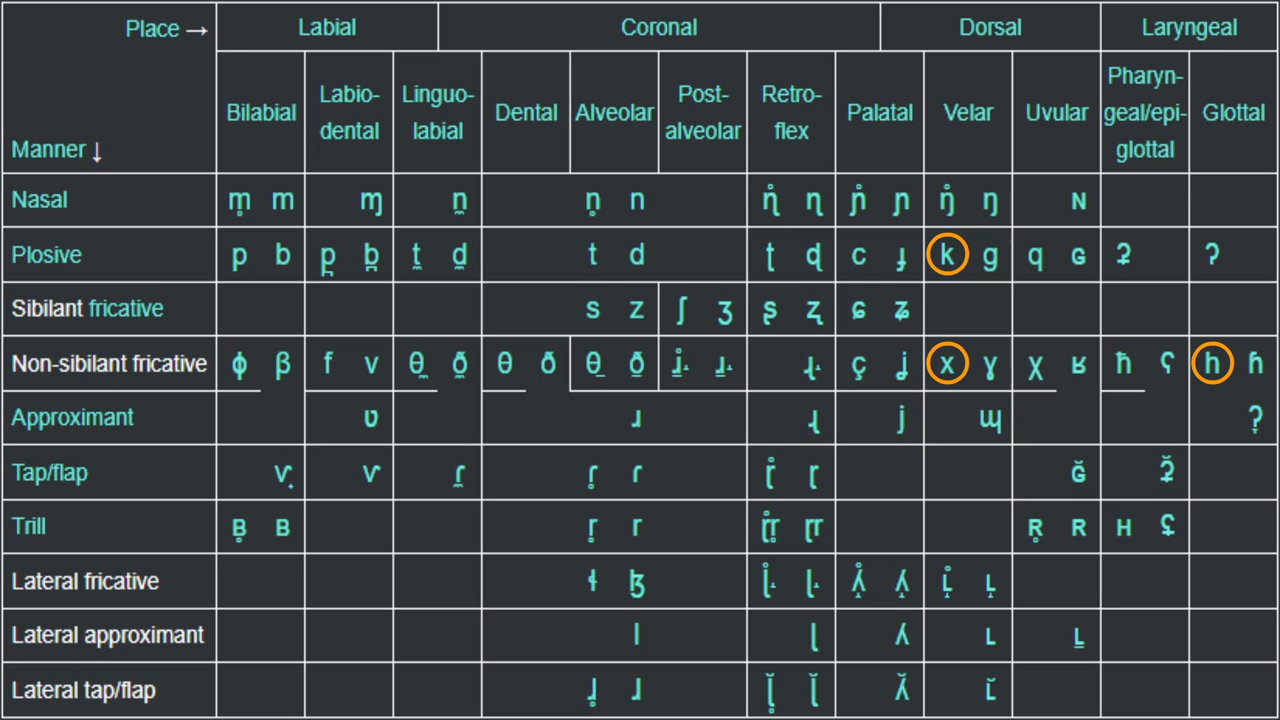 Place → Labial Coronal Dorsal Laryngeal
Manner ↓ Bilabial Labio-dental Linguo-labial Dental Alveolar Post-alveolar Retro-flex Palatal Velar Uvular Pharyn-geal/epi-glottal Glottal
Nasal m̥ m ɱ n̼ n̥ n ɳ̊ ɳ ɲ̊ ɲ ŋ̊ ŋ ɴ
Plosive p b p̪ b̪ t̼ d̼ t d ʈ ɖ c ɟ k ɡ q ɢ ʡ ʔ
Sibilant fricative s z ʃ ʒ ʂ ʐ ɕ ʑ
Non-sibilant fricative ɸ β f v θ̼ ð̼ θ ð θ̠ ð̠ ɹ̠̊˔ ɹ̠˔ ɻ˔ ç ʝ x ɣ χ ʁ ħ ʕ h ɦ
Approximant ʋ ɹ ɻ j ɰ ʔ̞
Tap/flap ⱱ̟ ⱱ ɾ̼ ɾ̥ ɾ ɽ̊ ɽ ɢ̆ ʡ̆
Trill ʙ̥ ʙ r̥ r ɽ̊r̥ ɽr ʀ̥ ʀ ʜ ʢ
Lateral fricative ɬ ɮ ɭ̊˔ ɭ˔ ʎ̝̊ ʎ̝ ʟ̝̊ ʟ̝
Lateral approximant l ɭ ʎ ʟ ʟ̠
Lateral tap/flap ɺ̥ ɺ ɭ̥̆ ɭ̆ ʎ̆ ʟ̆